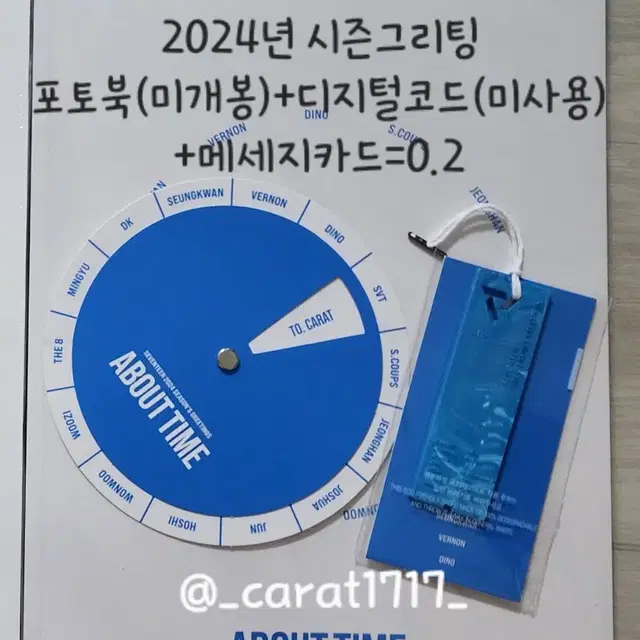 2024년 시즌그리팅
포토북(미개봉)+디지털코드(미사용)
+메세지카드=0.2
DINO
VERNON
S.COUPS
JEONGHAN
SEUNGKWAN
VERNON
DINO
SVT
S.COUPS
JEONGHAN
JOSHUA
JUN
HOSHI
WONWOO
WOOZI
THE 8
MINGYU
DK
TO. CARAT
SEVENTEEN 2024 SEASON'S GREETINGS
ABOUT TIME
WOO
SEUNGKWAN
VERNON
DINO
@_carat1717_
ABOUT TIME